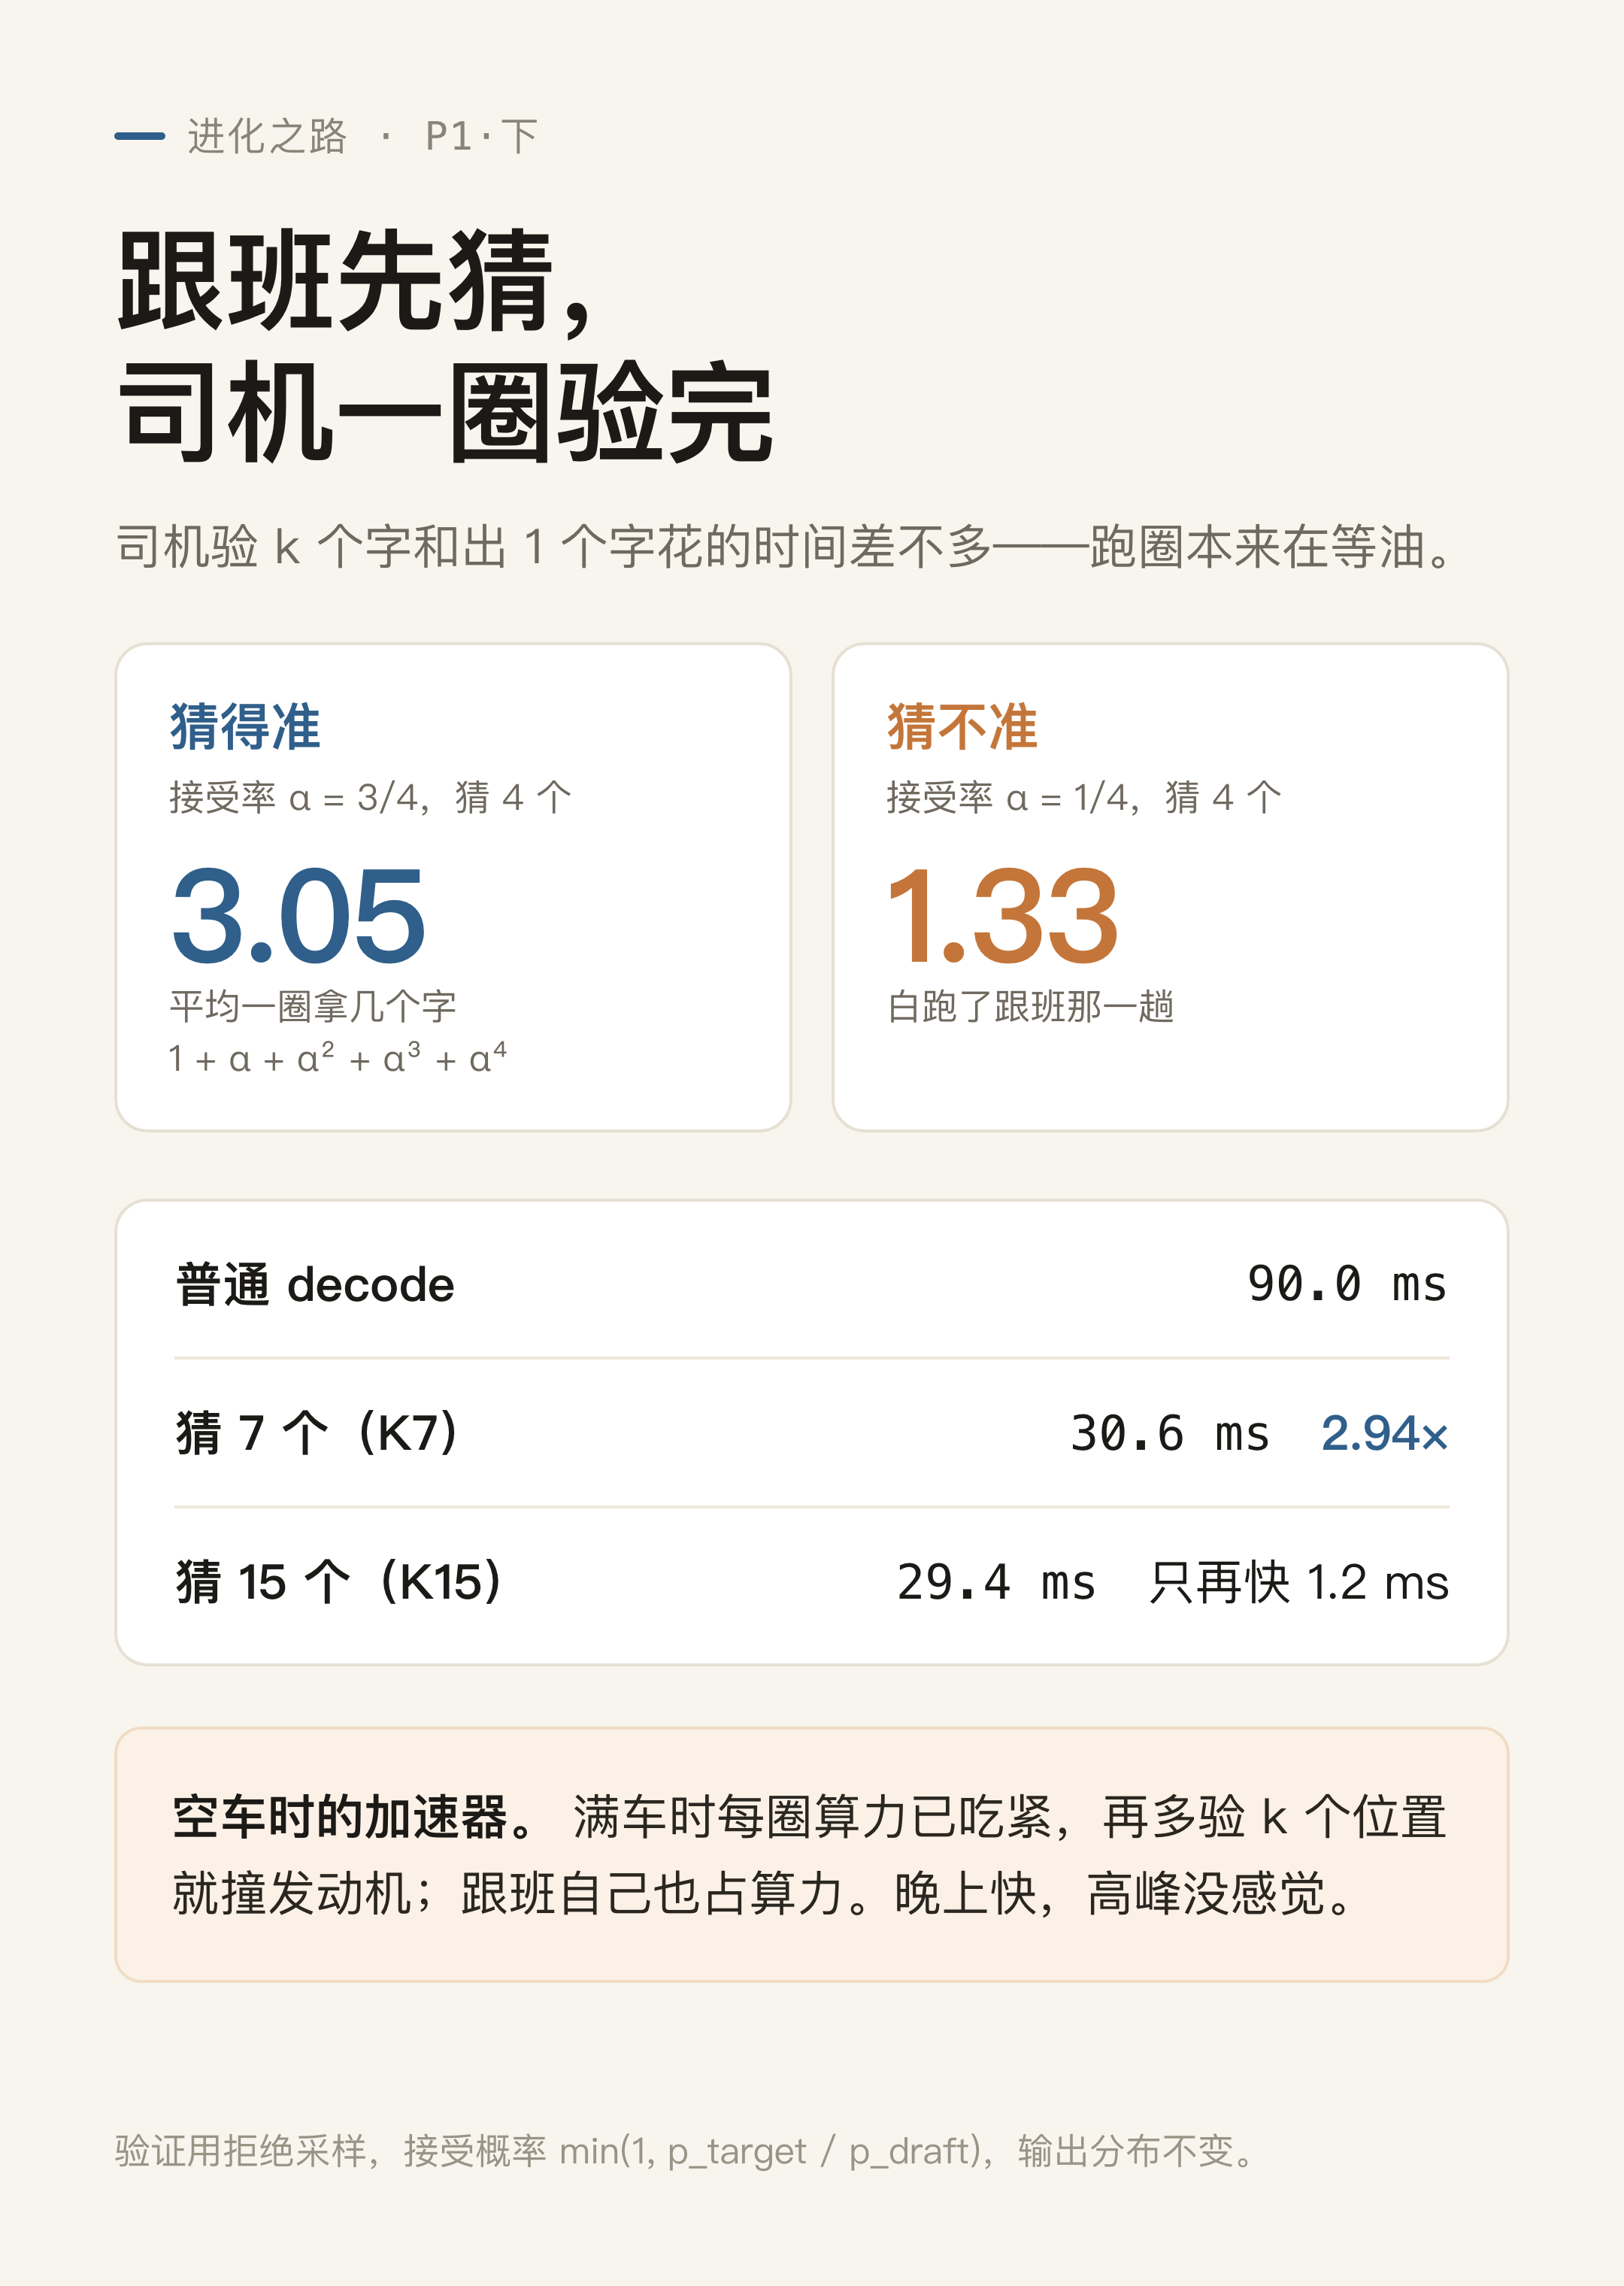 进化之路 · P1·下
跟班先猜，
司机一圈验完
司机验 k 个字和出 1 个字花的时间差不多——跑圈本来在等油。
猜得准
接受率 α = 3/4，猜 4 个
3.05
平均一圈拿几个字
1 + α + α² + α³ + α⁴
猜不准
接受率 α = 1/4，猜 4 个
1.33
白跑了跟班那一趟
普通 decode 90.0 ms
猜 7 个（K7） 30.6 ms 2.94×
猜 15 个（K15） 29.4 ms 只再快 1.2 ms
空车时的加速器。 满车时每圈算力已吃紧，再多验 k 个位置
就撞发动机；跟班自己也占算力。晚上快，高峰没感觉。
验证用拒绝采样，接受概率 min(1, p_target / p_draft)，输出分布不变。